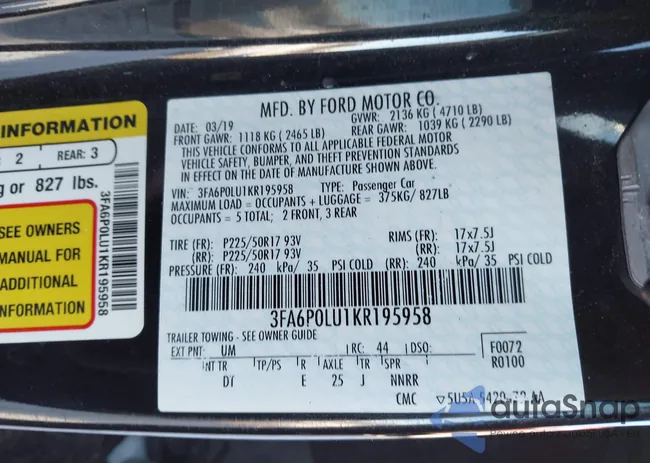 INFORMATION
2 REAR: 3
g or 827 lbs.
SEE OWNERS
MANUAL FOR
ADDITIONAL
INFORMATION
3FA6P0LU1KR195958
MFD. BY FORD MOTOR CO.
DATE: 03/19 GVWR: 2136 KG ( 4710 LB)
FRONT GAWR: 1118 KG ( 2465 LB) REAR GAWR: 1039 KG ( 2290 LB)
THIS VEHICLE CONFORMS TO ALL APPLICABLE FEDERAL MOTOR
VEHICLE SAFETY, BUMPER, AND THEFT PREVENTION STANDARDS
IN EFFECT ON THE DATE OF MANUFACTURE SHOWN ABOVE.
VIN: 3FA6P0LU1KR195958 TYPE: Passenger Car
MAXIMUM LOAD = OCCUPANTS + LUGGAGE = 375KG/ 827LB
OCCUPANTS = 5 TOTAL; 2 FRONT, 3 REAR
TIRE (FR): P225/50R17 93V RIMS (FR): 17x7.5J
(RR): P225/50R17 93V (RR): 17x7.5J
PRESSURE (FR): 240 kPa/ 35 PSI COLD (RR): 240 kPa/ 35 PSI COLD
3FA6P0LU1KR195958
TRAILER TOWING - SEE OWNER GUIDE
EXT PNT: UM RC: 44 DSO: F0072
R0100
INT TR TP/PS R AXLE TR SPR
DY E 25 J NNRR
CMC
autoSnap